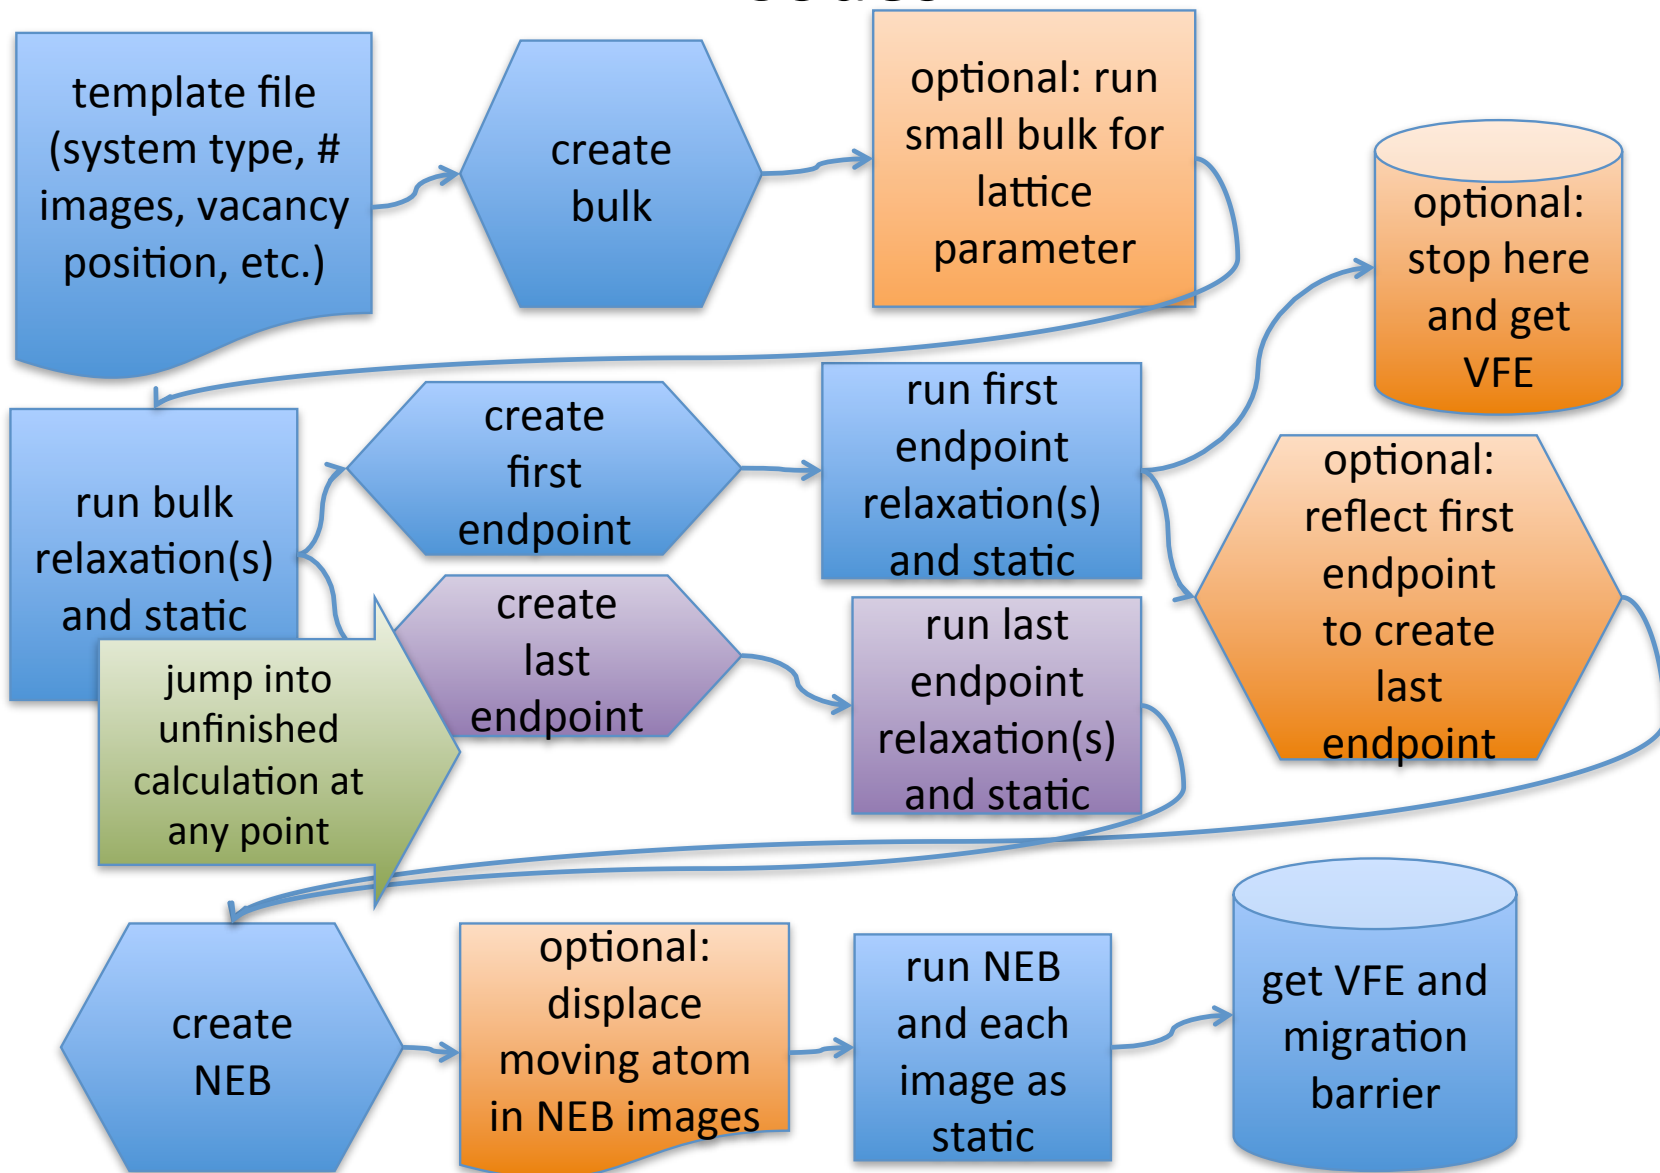 template file
(system type, #
images, vacancy
position, etc.)
create
bulk
optional: run
small bulk for
lattice
parameter
optional:
stop here
and get
VFE
run bulk
relaxation(s)
and static
create
first
endpoint
run first
endpoint
relaxation(s)
and static
optional:
reflect first
endpoint
to create
last
endpoint
create
last
endpoint
run last
endpoint
relaxation(s)
and static
jump into
unfinished
calculation at
any point
create
NEB
optional:
displace
moving atom
in NEB images
run NEB
and each
image as
static
get VFE and
migration
barrier